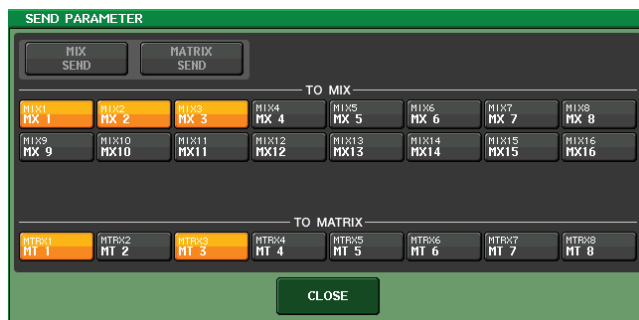 SEND PARAMETER
MIX SEND MATRIX SEND
TO MIX
MIX1 MIX2 MIX3 MIX4 MIX5 MIX6 MIX7 MIX8
MX 1 MX 2 MX 3 MX 4 MX 5 MX 6 MX 7 MX 8
MIX9 MIX10 MIX11 MIX12 MIX13 MIX14 MIX15 MIX16
MX 9 MX10 MX11 MX12 MX13 MX14 MX15 MX16
TO MATRIX
MTRX1 MTRX2 MTRX3 MTRX4 MTRX5 MTRX6 MTRX7 MTRX8
MT 1 MT 2 MT 3 MT 4 MT 5 MT 6 MT 7 MT 8
CLOSE